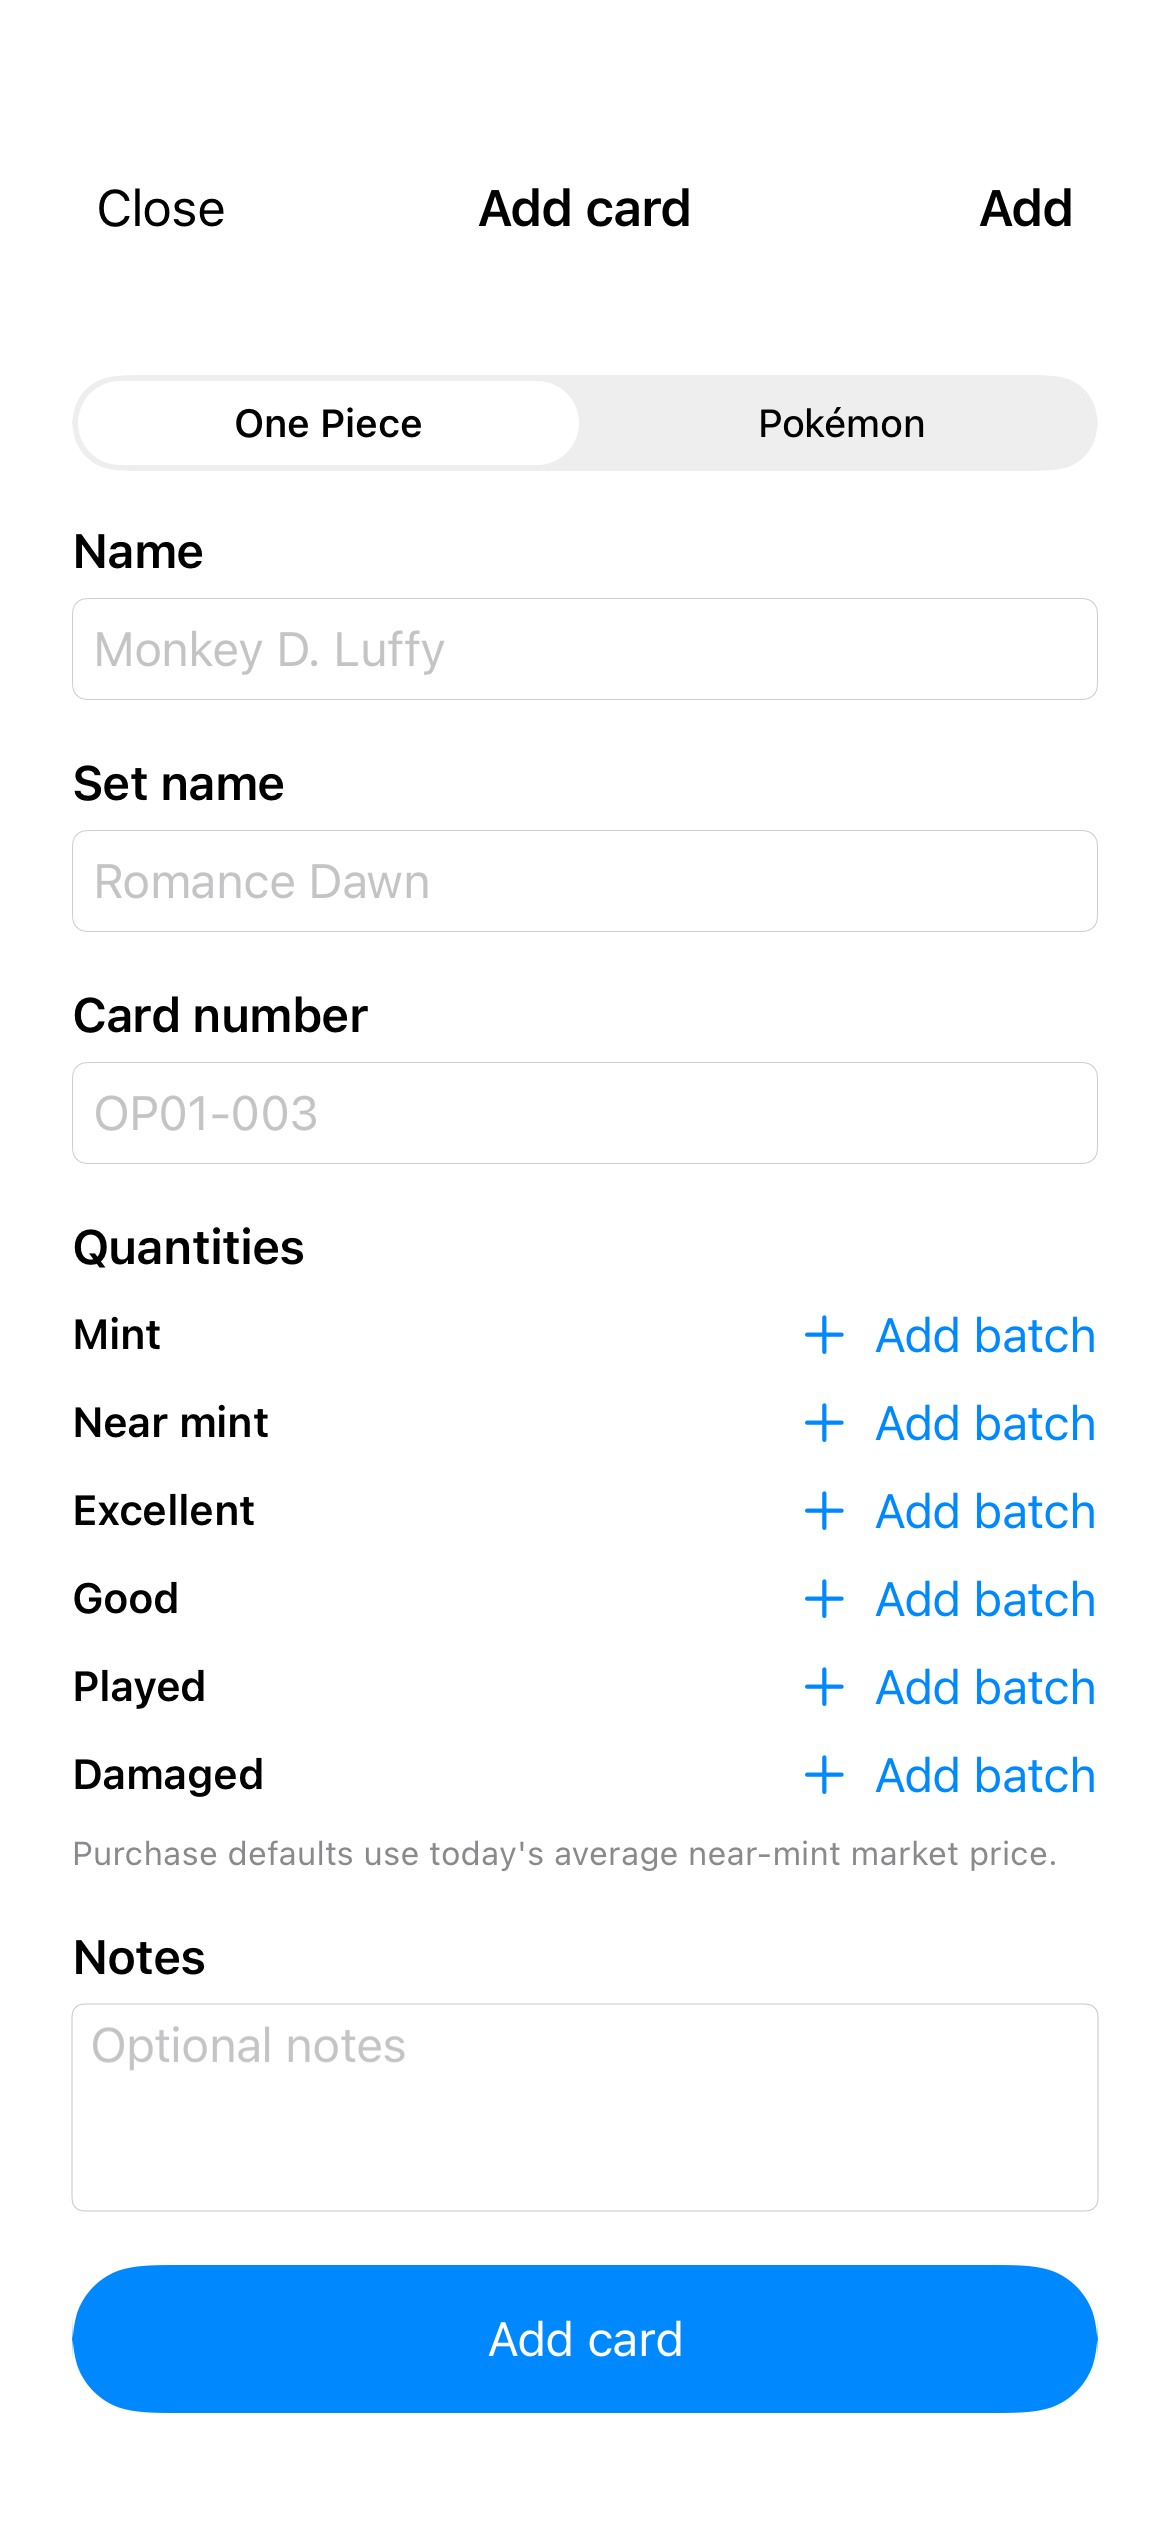 Close Add card Add
One Piece Pokémon
Name
Monkey D. Luffy
Set name
Romance Dawn
Card number
OP01-003
Quantities
Mint + Add batch
Near mint + Add batch
Excellent + Add batch
Good + Add batch
Played + Add batch
Damaged + Add batch
Purchase defaults use today's average near-mint market price.
Notes
Optional notes
Add card